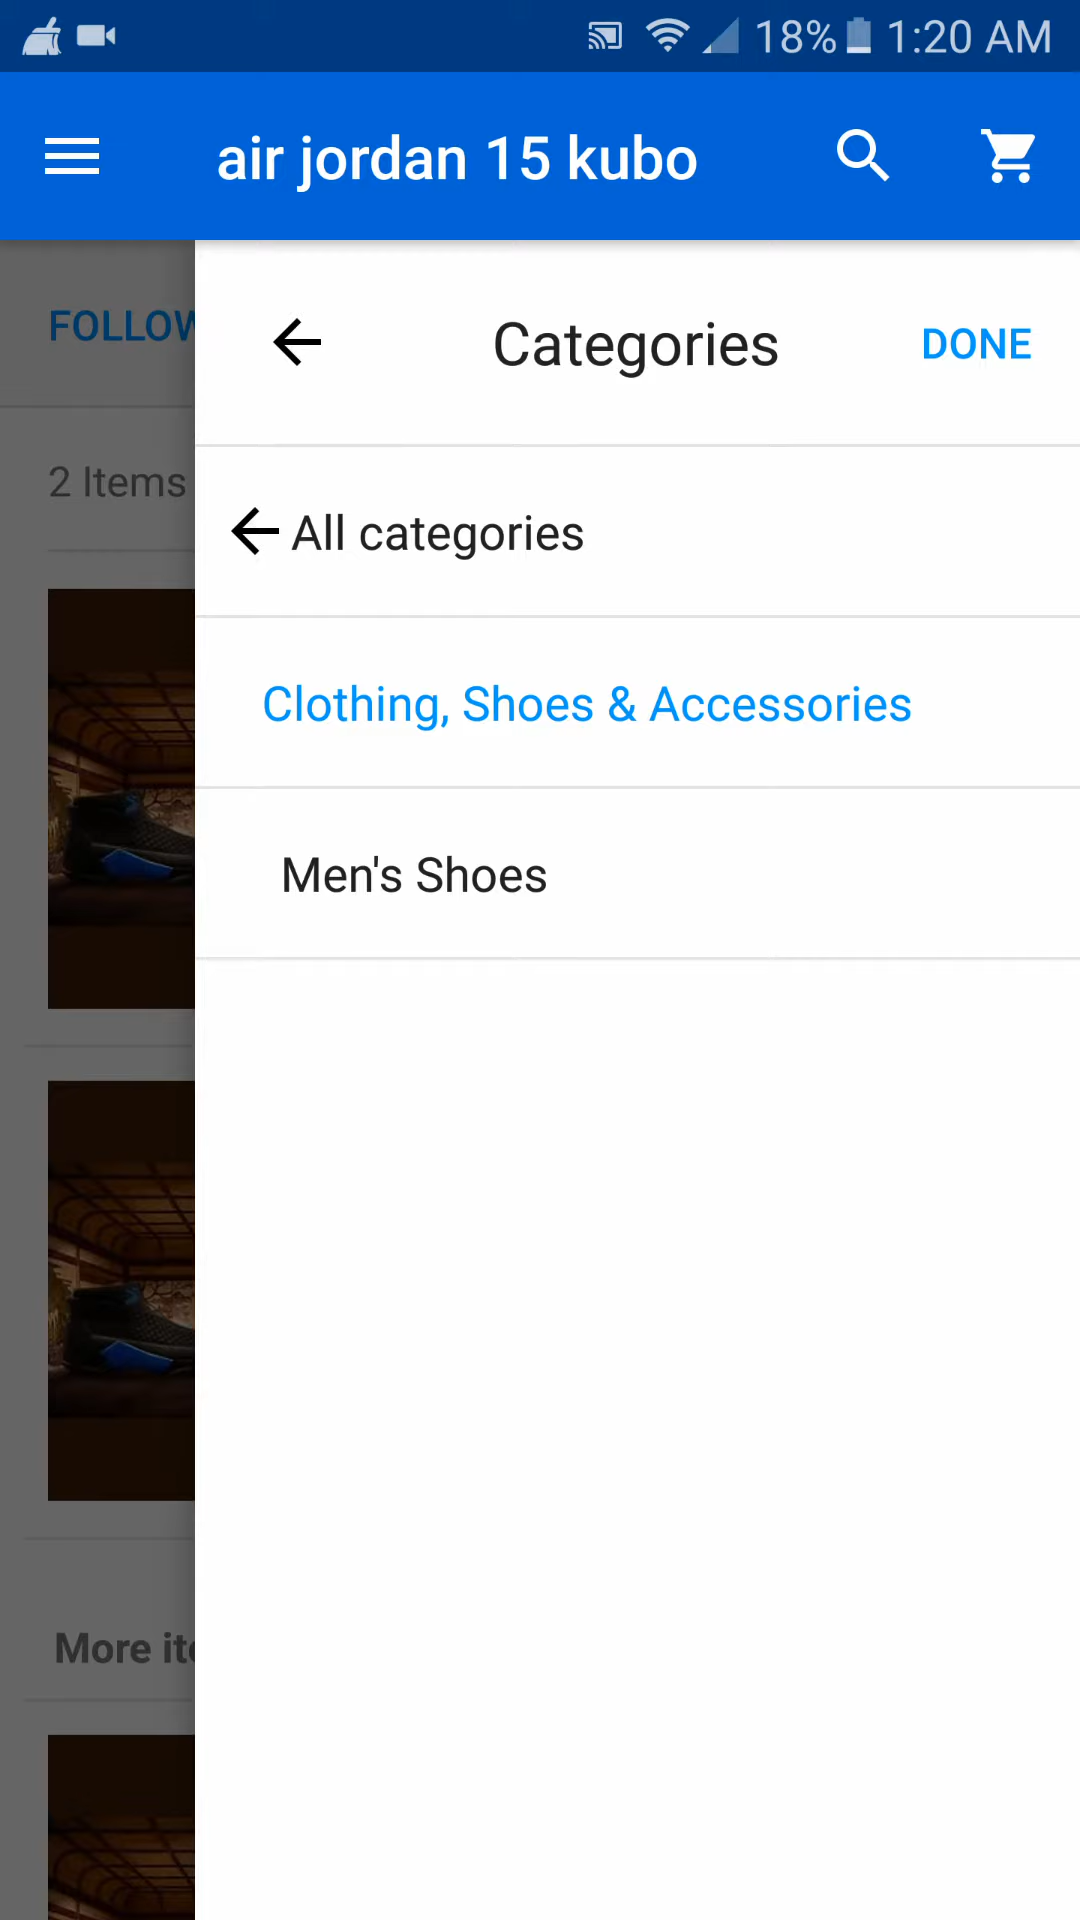 18% 1:20 AM
air jordan 15 kubo
FOLLOW
Categories
DONE
2 Items
All categories
Clothing, Shoes & Accessories
Men's Shoes
More